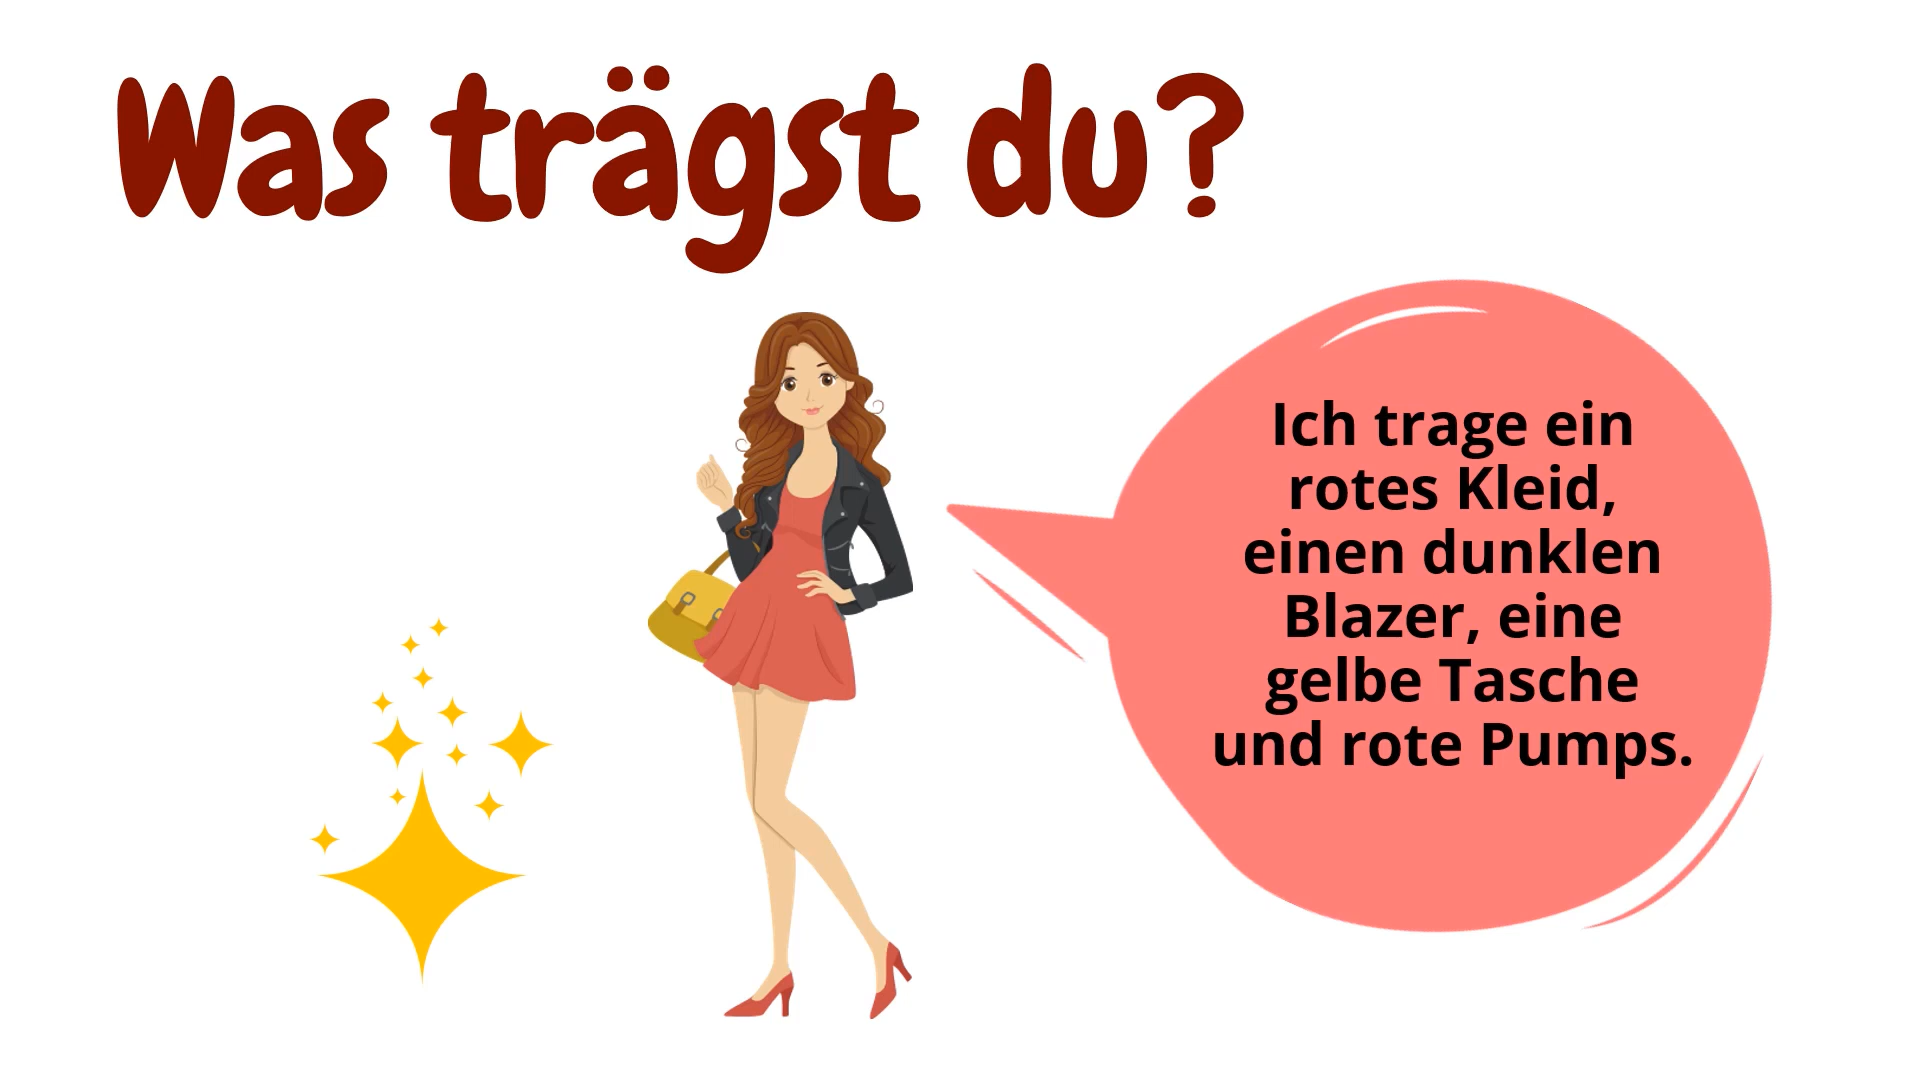 Was trägst du?
Ich trage ein
rotes Kleid,
einen dunklen
Blazer, eine
gelbe Tasche
und rote Pumps.